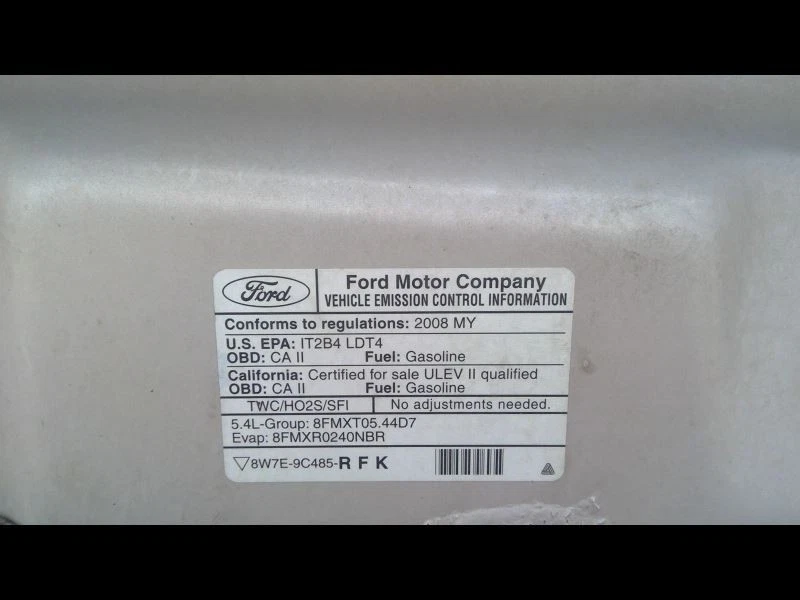 Ford
Ford Motor Company
VEHICLE EMISSION CONTROL INFORMATION
Conforms to regulations: 2008 MY
U.S. EPA: IT2B4 LDT4
OBD: CA II Fuel: Gasoline
California: Certified for sale ULEV II qualified
OBD: CA II Fuel: Gasoline
TWC/HO2S/SFI No adjustments needed.
5.4L-Group: 8FMXT05.44D7
Evap: 8FMXR0240NBR
8W7E-9C485-R F K